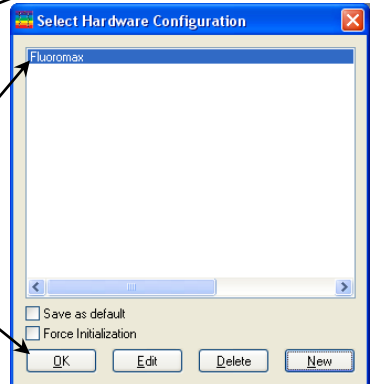 Select Hardware Configuration
Fluoromax
Save as default
Force Initialization
OK Edit Delete New